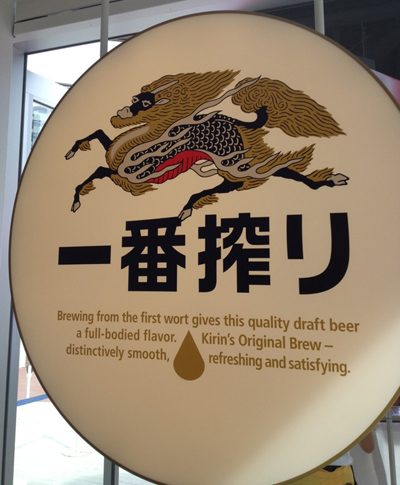 一番搾り
Brewing from the first wort gives this quality draft beer
a full-bodied flavor. Kirin's Original Brew –
distinctively smooth, refreshing and satisfying.